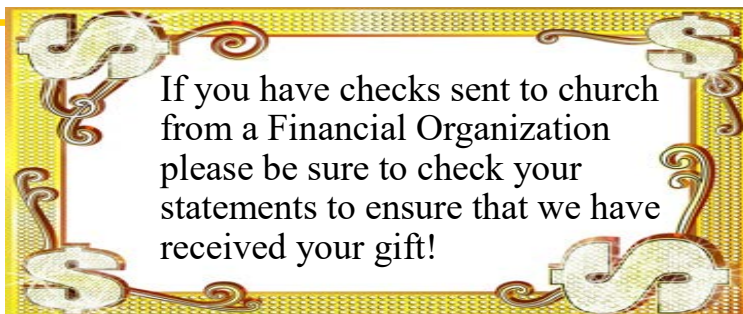 If you have checks sent to church
from a Financial Organization
please be sure to check your
statements to ensure that we have
received your gift!